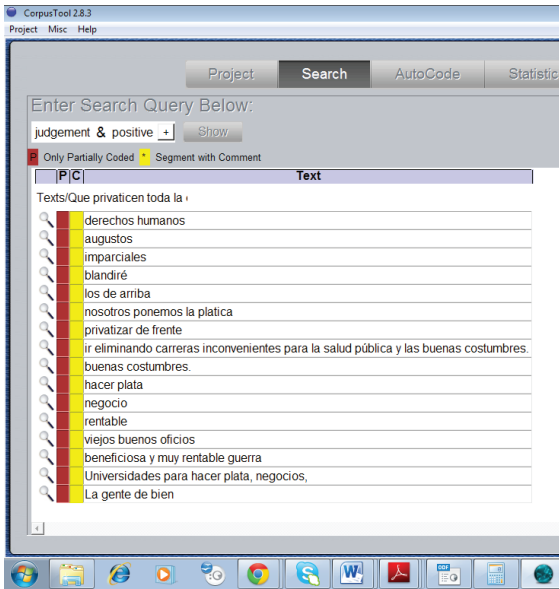 CorpusTool 2.8.3
Project Misc Help
Project Search AutoCode Statistic
Enter Search Query Below:
judgement & positive + Show
P Only Partially Coded * Segment with Comment
P C Text
Texts/Que privaticen toda la
derechos humanos
augustos
imparciales
blandiré
los de arriba
nosotros ponemos la platica
privatizar de frente
ir eliminando carreras inconvenientes para la salud pública y las buenas costumbres.
buenas costumbres.
hacer plata
negocio
rentable
viejos buenos oficios
beneficiosa y muy rentable guerra
Universidades para hacer plata, negocios,
La gente de bien